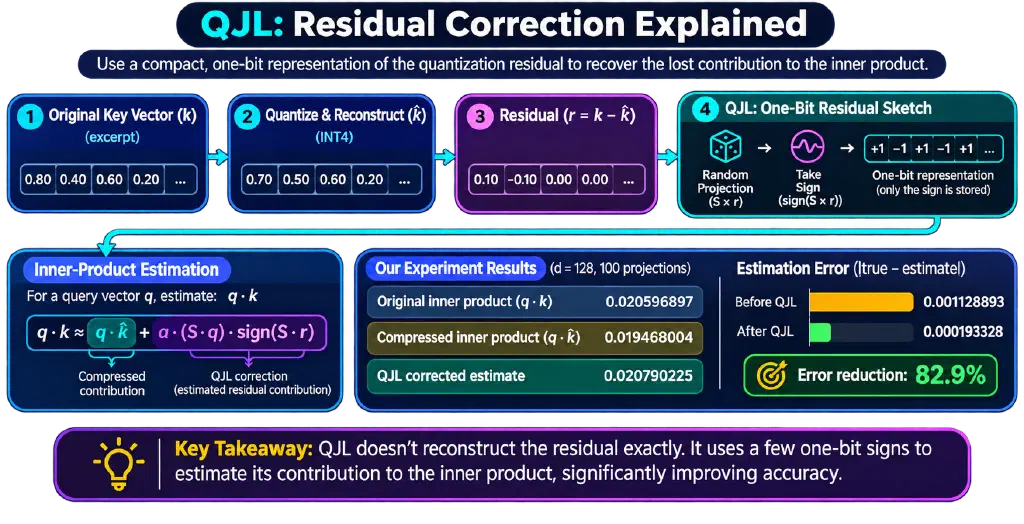 QJL: Residual Correction Explained
Use a compact, one-bit representation of the quantization residual to recover the lost contribution to the inner product.
1 Original Key Vector (k)
(excerpt)
0.80 0.40 0.60 0.20 ...
2 Quantize & Reconstruct (k̂)
(INT4)
0.70 0.50 0.60 0.20 ...
3 Residual (r = k − k̂)
0.10 -0.10 0.00 0.00 ...
4 QJL: One-Bit Residual Sketch
Random
Projection
(S × r)
Take
Sign
(sign(S × r))
+1 −1 +1 −1 +1 ...
One-bit representation
(only the sign is stored)
Inner-Product Estimation
For a query vector q, estimate: q · k
q · k ≈ q · k̂ + α · (S · q) · sign(S · r)
Compressed
contribution
QJL correction
(estimated residual contribution)
Our Experiment Results (d = 128, 100 projections)
Original inner product (q · k) 0.020596897
Compressed inner product (q · k̂) 0.019468004
QJL corrected estimate 0.020790225
Estimation Error (|true − estimate|)
Before QJL 0.001128893
After QJL 0.000193328
Error reduction: 82.9%
Key Takeaway: QJL doesn't reconstruct the residual exactly. It uses a few one-bit signs to
estimate its contribution to the inner product, significantly improving accuracy.